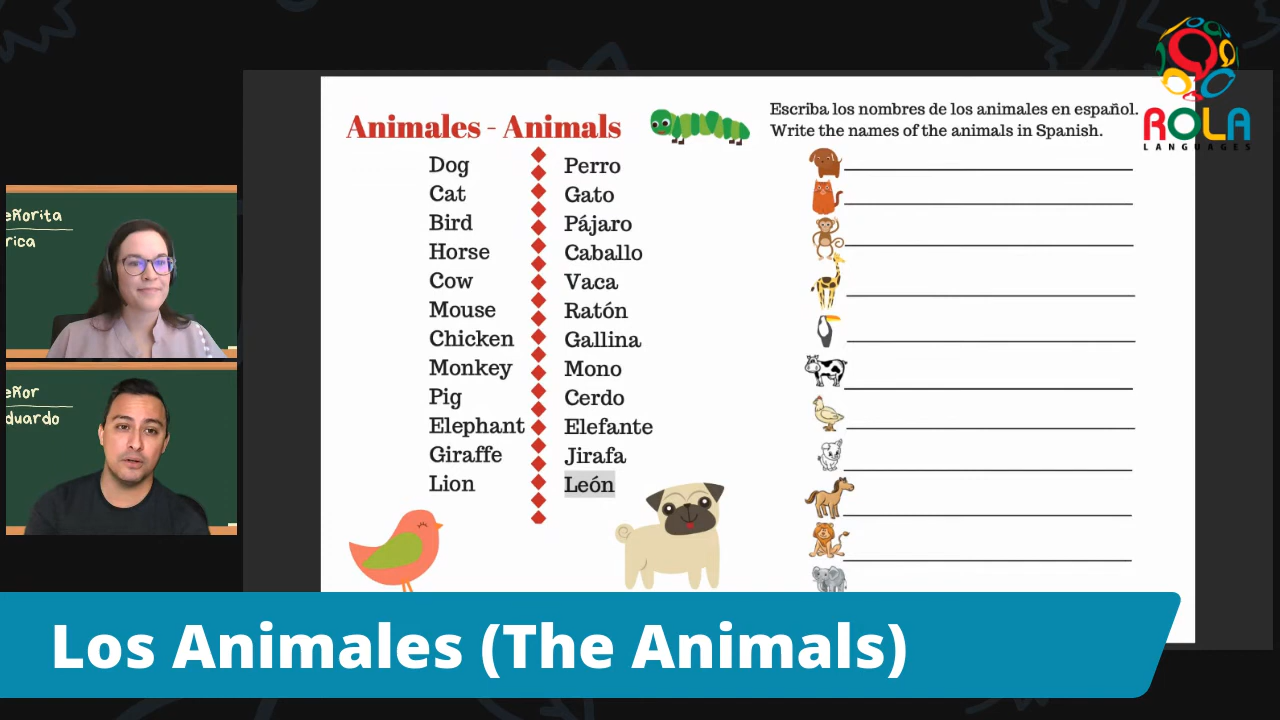 Animales - Animals
Dog Perro
Cat Gato
Bird Pájaro
Horse Caballo
Cow Vaca
Mouse Ratón
Chicken Gallina
Monkey Mono
Pig Cerdo
Elephant Elefante
Giraffe Jirafa
Lion León
Escriba los nombres de los animales en español.
Write the names of the animals in Spanish.
ROLA
LANGUAGES
eñorita
rica
eñor
duardo
Los Animales (The Animals)